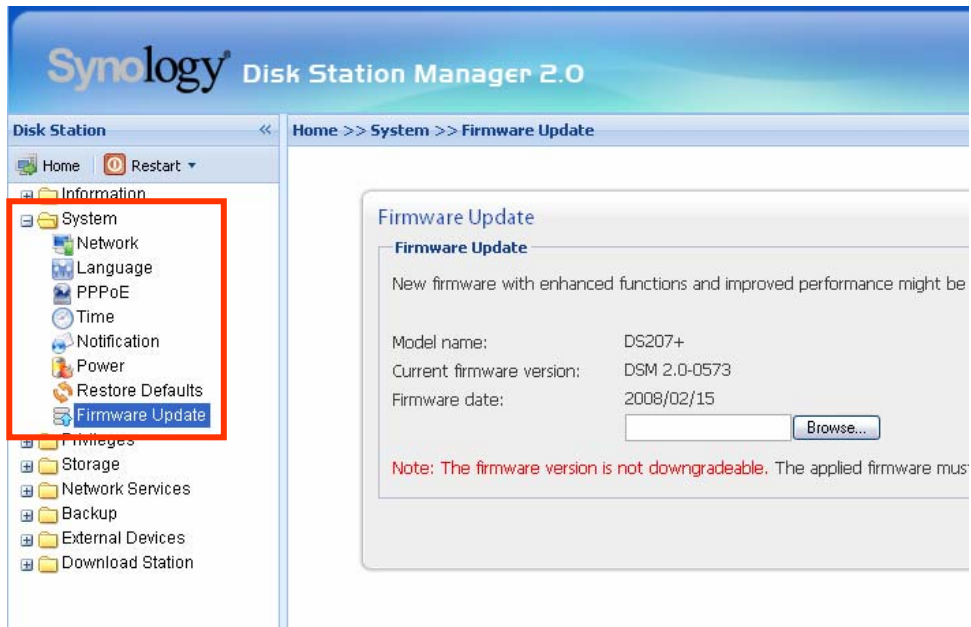 Synology Disk Station Manager 2.0
Disk Station «
Home Restart
Information
System
Network
Language
PPPoE
Time
Notification
Power
Restore Defaults
Firmware Update
Privileges
Storage
Network Services
Backup
External Devices
Download Station
Home >> System >> Firmware Update
Firmware Update
Firmware Update
New firmware with enhanced functions and improved performance might be
Model name: DS207+
Current firmware version: DSM 2.0-0573
Firmware date: 2008/02/15
Browse...
Note: The firmware version is not downgradeable. The applied firmware mus